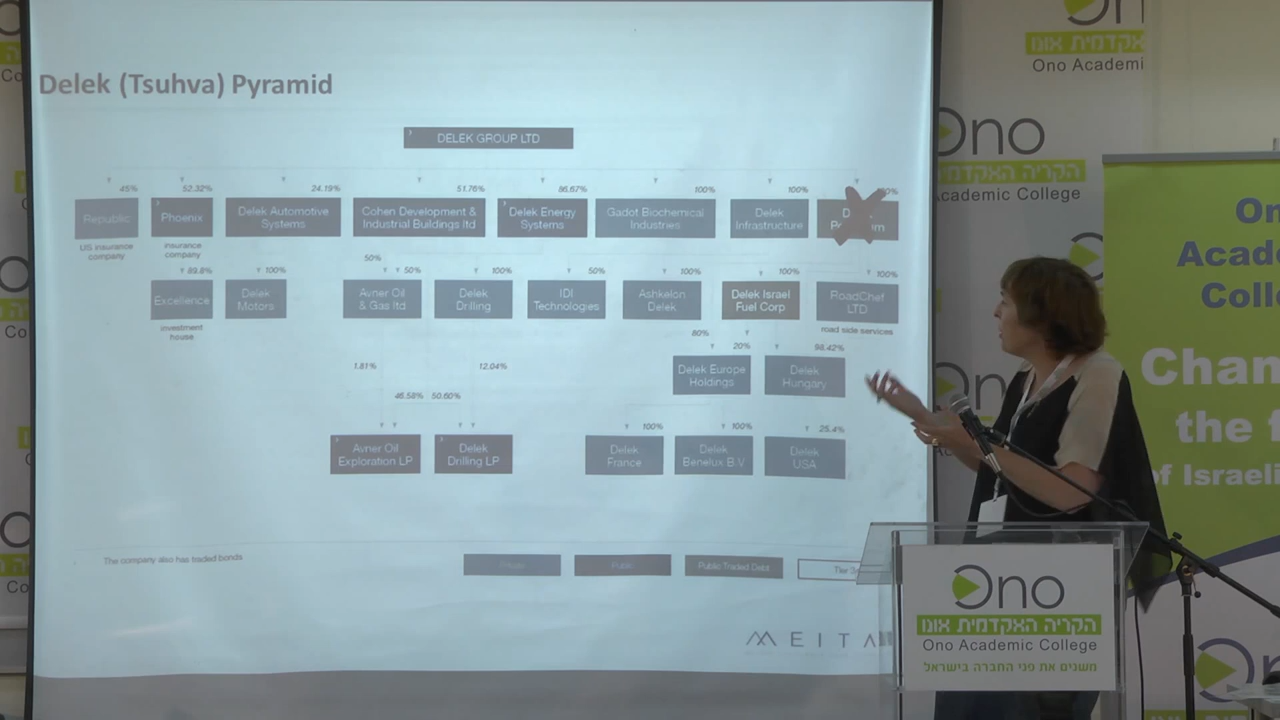 Delek (Tsuhva) Pyramid
DELEK GROUP LTD
45%
52.32%
24.19%
51.76%
86.67%
100%
100%
Republic
Phoenix
Delek Automotive
Systems
Cohen Development &
Industrial Buildings ltd
Delek Energy
Systems
Gadot Biochemical
Industries
Delek
Infrastructure
US insurance
company
insurance
company
89.8%
100%
50%
50%
100%
50%
100%
100%
100%
Excellence
Delek
Motors
Avner Oil
& Gas ltd
Delek
Drilling
IDI
Technologies
Ashkelon
Delek
Delek Israel
Fuel Corp
RoadChef
LTD
investment
house
road side services
80%
20%
98.42%
Delek Europe
Holdings
Delek
Hungary
1.81%
12.04%
46.58%
50.60%
100%
100%
25.4%
Avner Oil
Exploration LP
Delek
Drilling LP
Delek
France
Delek
Benelux B.V
Delek
USA
The company also has traded bonds
Private
Public
Public Traded Debt
Tier
MEITA
Ono
הקריה האקדמית אונו
Ono Academic College
משנים את פני החברה בישראל
Ono
הקריה האקדמית אונו
Academic College
אקדמית אונו
Ono Academi
On
Acade
Colle
Chan
the f
of Israeli